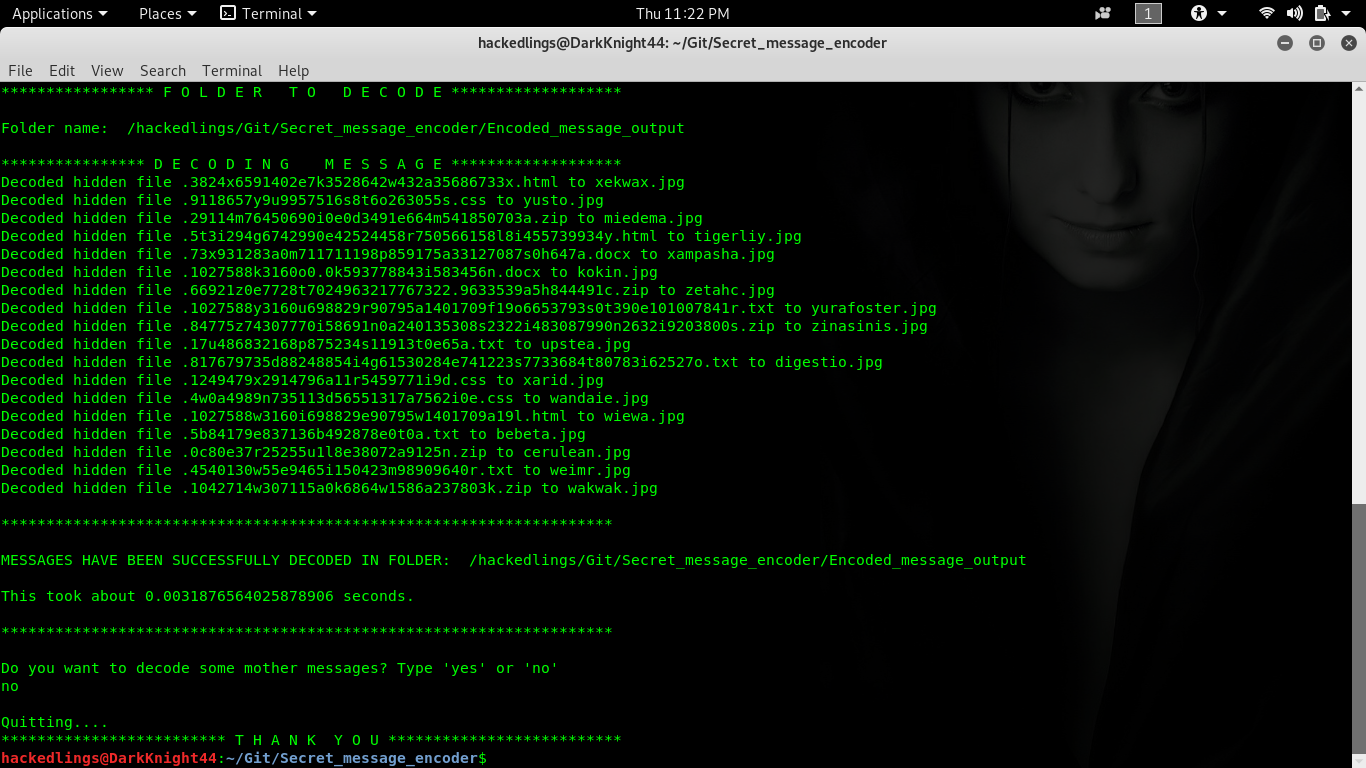 Applications Places Terminal Thu 11:22 PM 1
hackedlings@DarkKnight44: ~/Git/Secret_message_encoder
File Edit View Search Terminal Help
***************** F O L D E R   T O   D E C O D E *******************
Folder name:  /hackedlings/Git/Secret_message_encoder/Encoded_message_output
**************** D E C O D I N G    M E S S A G E *******************
Decoded hidden file .3824x6591402e7k3528642w432a35686733x.html to xekwax.jpg
Decoded hidden file .9118657y9u9957516s8t6o263055s.css to yusto.jpg
Decoded hidden file .29114m76450690i0e0d3491e664m541850703a.zip to miedema.jpg
Decoded hidden file .5t3i294g6742990e42524458r750566158l8i455739934y.html to tigerliy.jpg
Decoded hidden file .73x931283a0m711711198p859175a33127087s0h647a.docx to xampasha.jpg
Decoded hidden file .1027588k3160o0.0k593778843i583456n.docx to kokin.jpg
Decoded hidden file .66921z0e7728t7024963217767322.9633539a5h844491c.zip to zetahc.jpg
Decoded hidden file .1027588y3160u698829r90795a1401709f19o6653793s0t390e101007841r.txt to yurafoster.jpg
Decoded hidden file .84775z74307770i58691n0a240135308s2322i483087990n2632i9203800s.zip to zinasinis.jpg
Decoded hidden file .17u486832168p875234s11913t0e65a.txt to upstea.jpg
Decoded hidden file .817679735d88248854i4g61530284e741223s7733684t80783i62527o.txt to digestio.jpg
Decoded hidden file .1249479x2914796a11r5459771i9d.css to xarid.jpg
Decoded hidden file .4w0a4989n735113d56551317a7562i0e.css to wandaie.jpg
Decoded hidden file .1027588w3160i698829e90795w1401709a19l.html to wiewa.jpg
Decoded hidden file .5b84179e837136b492878e0t0a.txt to bebeta.jpg
Decoded hidden file .0c80e37r25255u1l8e38072a9125n.zip to cerulean.jpg
Decoded hidden file .4540130w55e9465i150423m98909640r.txt to weimr.jpg
Decoded hidden file .1042714w307115a0k6864w1586a237803k.zip to wakwak.jpg
********************************************************************
MESSAGES HAVE BEEN SUCCESSFULLY DECODED IN FOLDER:  /hackedlings/Git/Secret_message_encoder/Encoded_message_output
This took about 0.0031876564025878906 seconds.
********************************************************************
Do you want to decode some mother messages? Type 'yes' or 'no'
no
Quitting....
************************* T H A N K  Y O U **************************
hackedlings@DarkKnight44:~/Git/Secret_message_encoder$